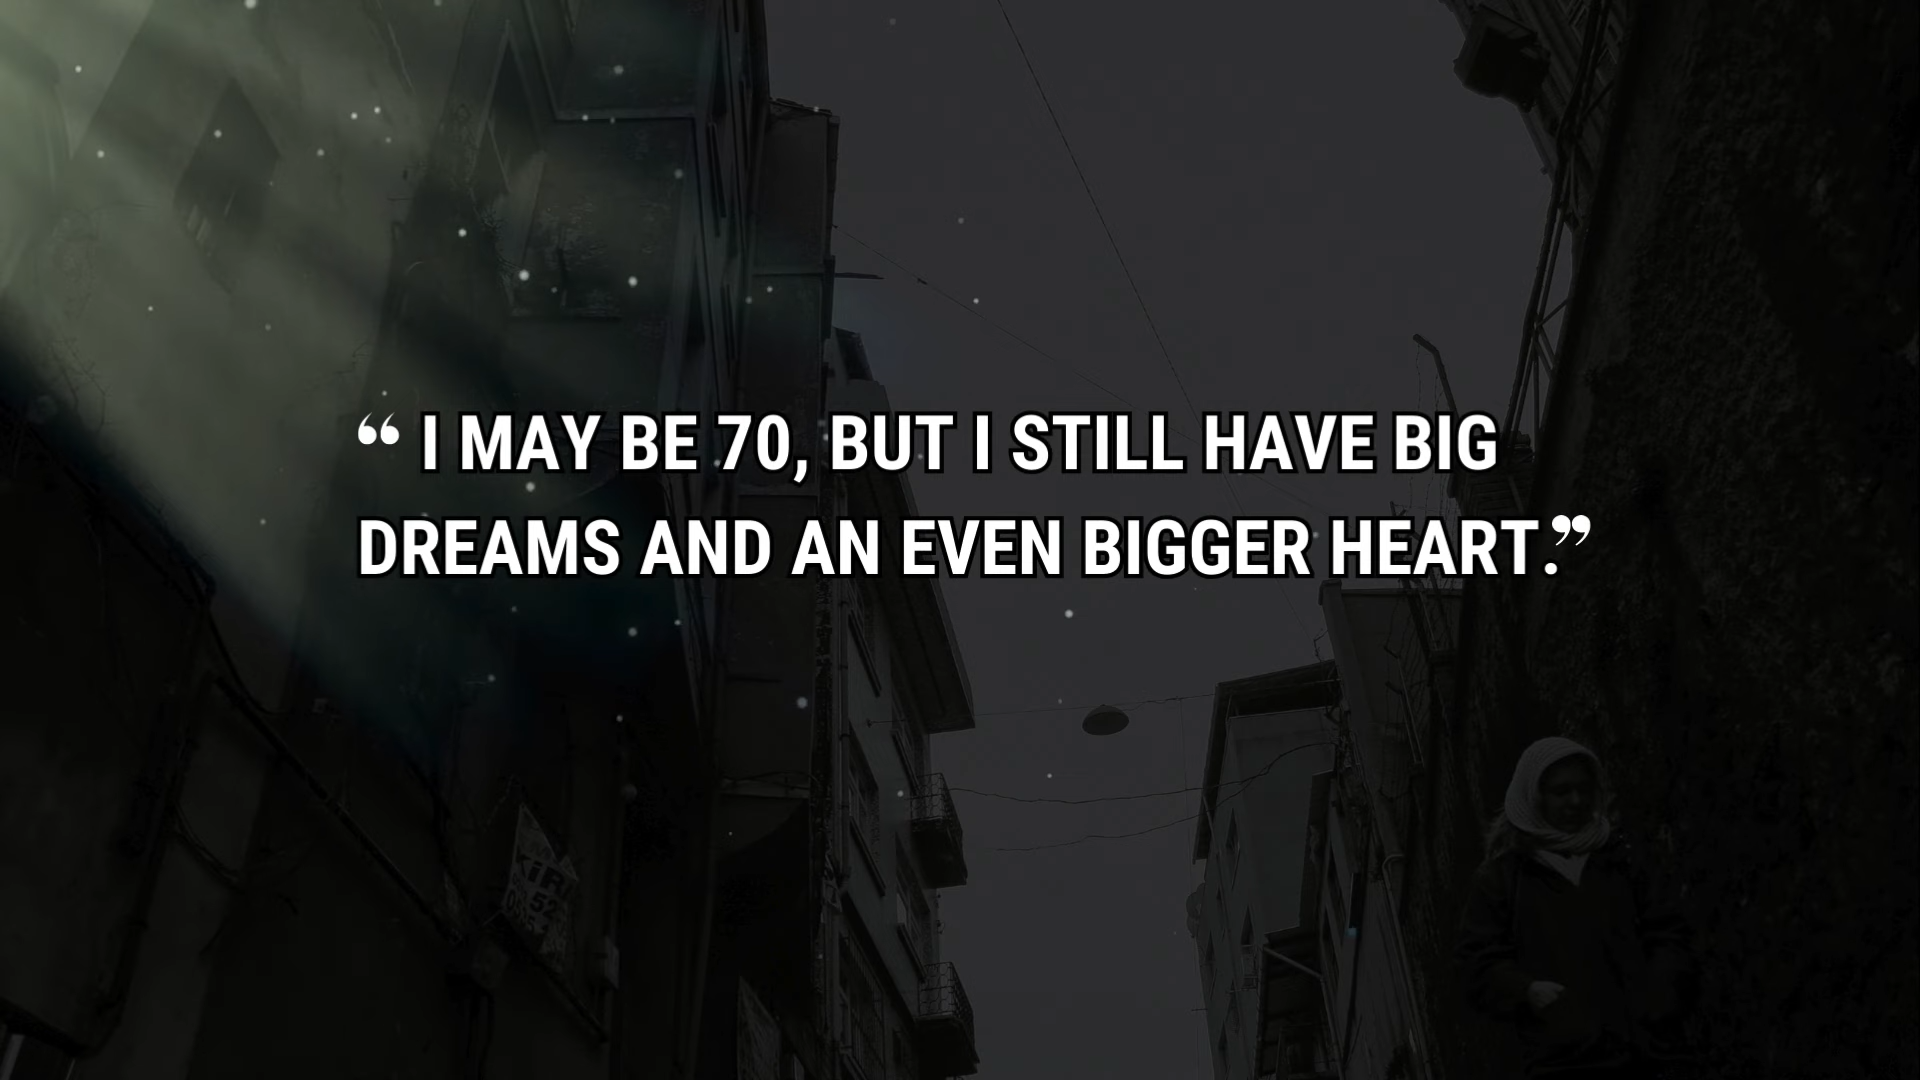 “ I MAY BE 70, BUT I STILL HAVE BIG
DREAMS AND AN EVEN BIGGER HEART.”